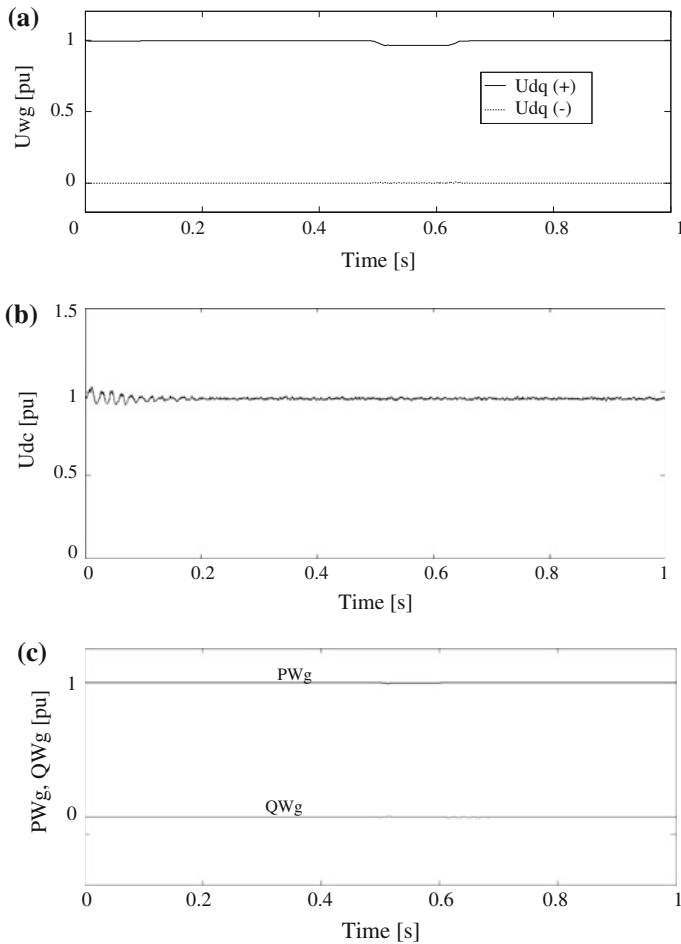 (a)
1
0.5
0
Uwg [pu]
Udq (+)
Udq (-)
0 0.2 0.4 0.6 0.8 1
Time [s]
(b)
1.5
1
0.5
0
Udc [pu]
0 0.2 0.4 0.6 0.8 1
Time [s]
(c)
PWg
1
QWg
0
PWg, QWg [pu]
0 0.2 0.4 0.6 0.8 1
Time [s]